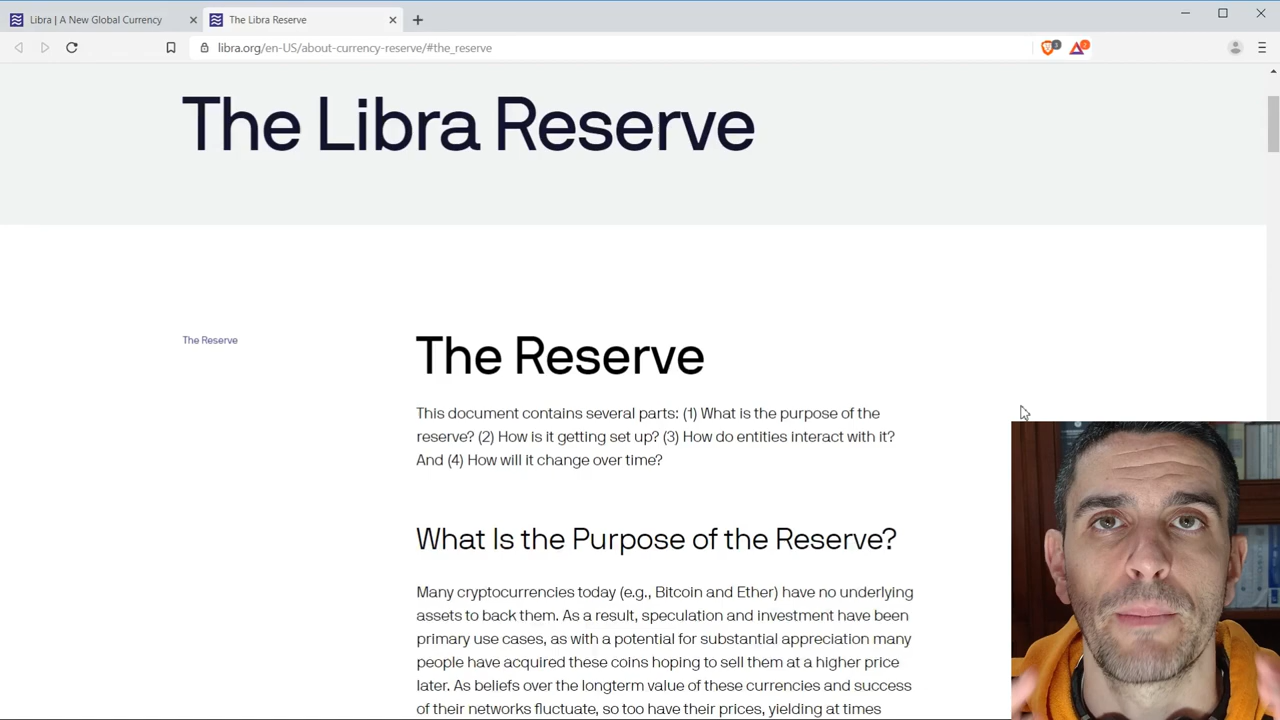 Libra | A New Global Currency
The Libra Reserve
libra.org/en-US/about-currency-reserve/#the_reserve
3
2
The Libra Reserve
The Reserve
The Reserve
This document contains several parts: (1) What is the purpose of the
reserve? (2) How is it getting set up? (3) How do entities interact with it?
And (4) How will it change over time?
What Is the Purpose of the Reserve?
Many cryptocurrencies today (e.g., Bitcoin and Ether) have no underlying
assets to back them. As a result, speculation and investment have been
primary use cases, as with a potential for substantial appreciation many
people have acquired these coins hoping to sell them at a higher price
later. As beliefs over the longterm value of these currencies and success
of their networks fluctuate, so too have their prices, yielding at times